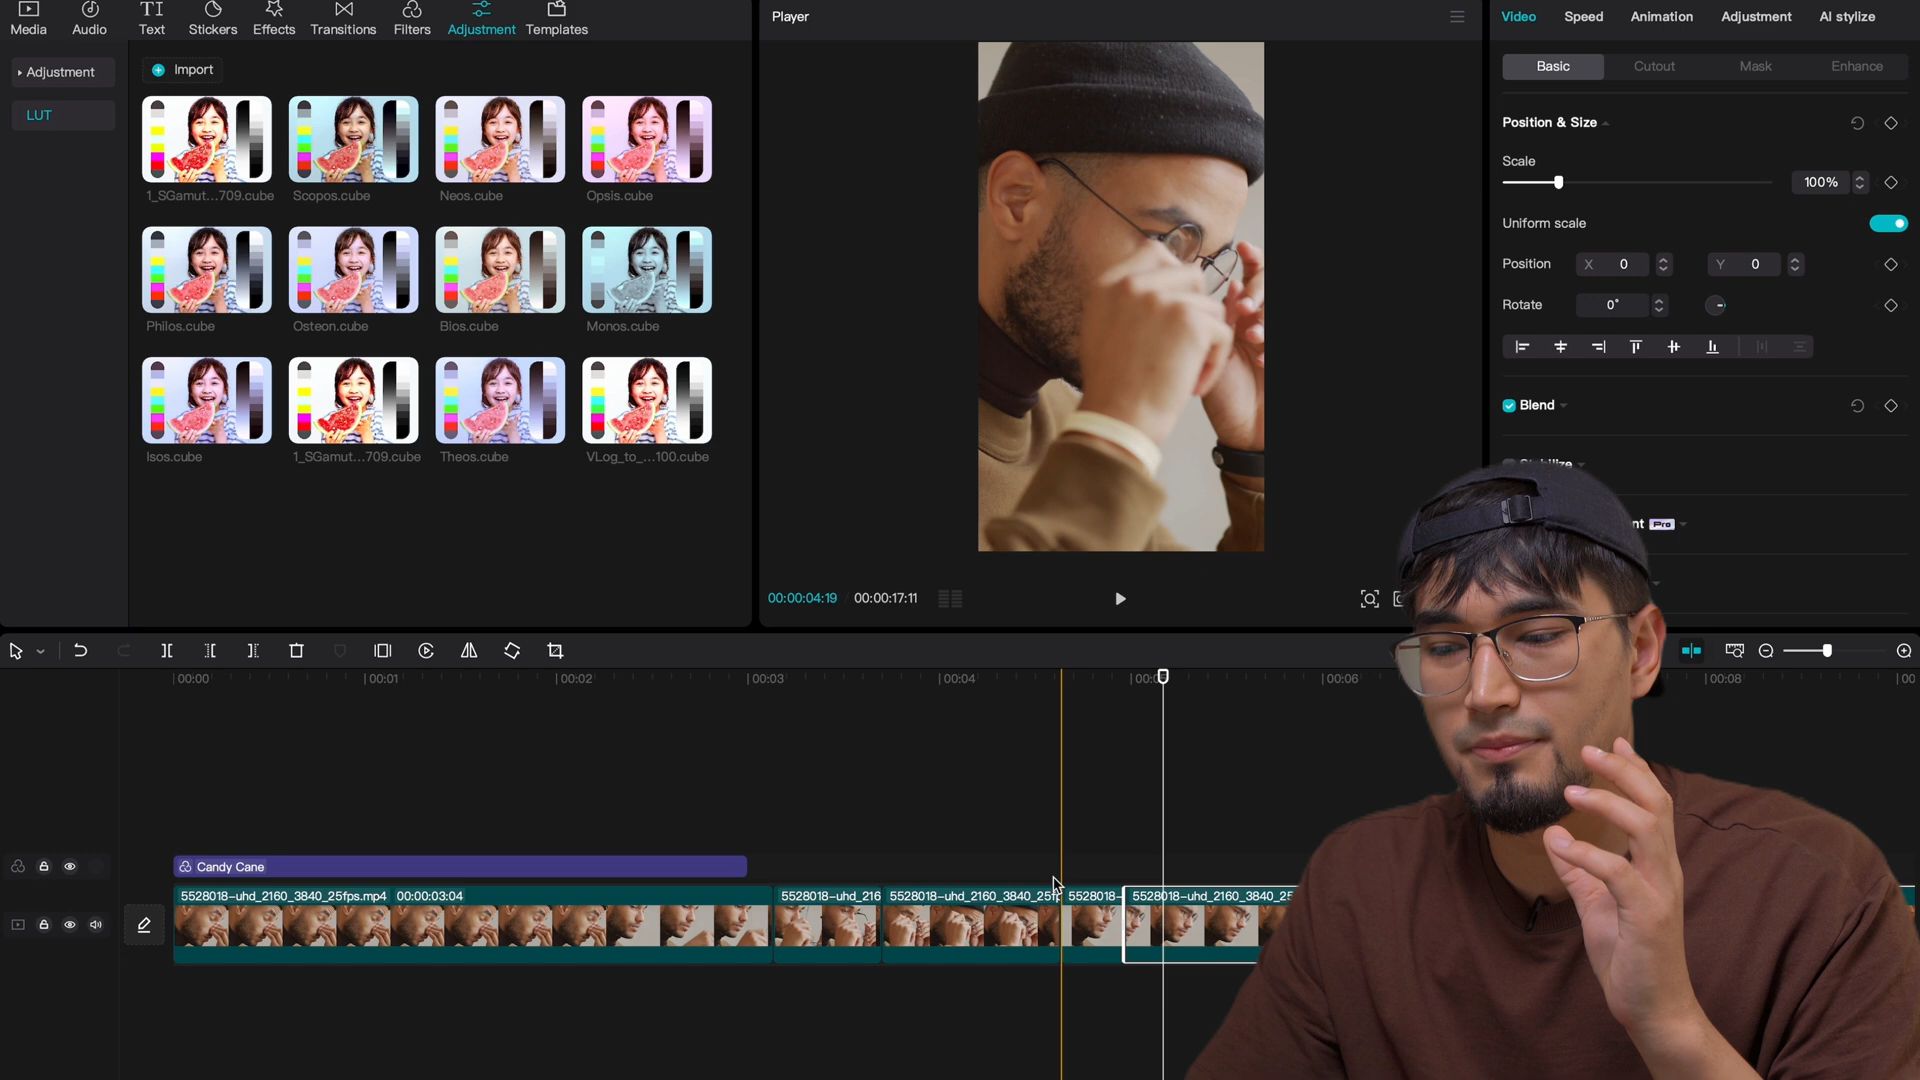 Media Audio Text Stickers Effects Transitions Filters Adjustment Templates
Adjustment
LUT
Import
1_SGamut...709.cube Scopos.cube Neos.cube Opsis.cube
Philos.cube Osteon.cube Bios.cube Monos.cube
Isos.cube 1_SGamut...709.cube Theos.cube VLog_to_...100.cube
Player
00:00:04:19 00:00:17:11
Video Speed Animation Adjustment AI stylize
Basic Cutout Mask Enhance
Position & Size
Scale
100%
Uniform scale
Position X 0 Y 0
Rotate 0°
Blend
Stabilize
nt Pro
00:00 00:01 00:02 00:03 00:04 00:0 00:06 00:08 00
Candy Cane
5528018-uhd_2160_3840_25fps.mp4 00:00:03:04 5528018-uhd_216 5528018-uhd_2160_3840_25f 5528018- 5528018-uhd_2160_3840_25